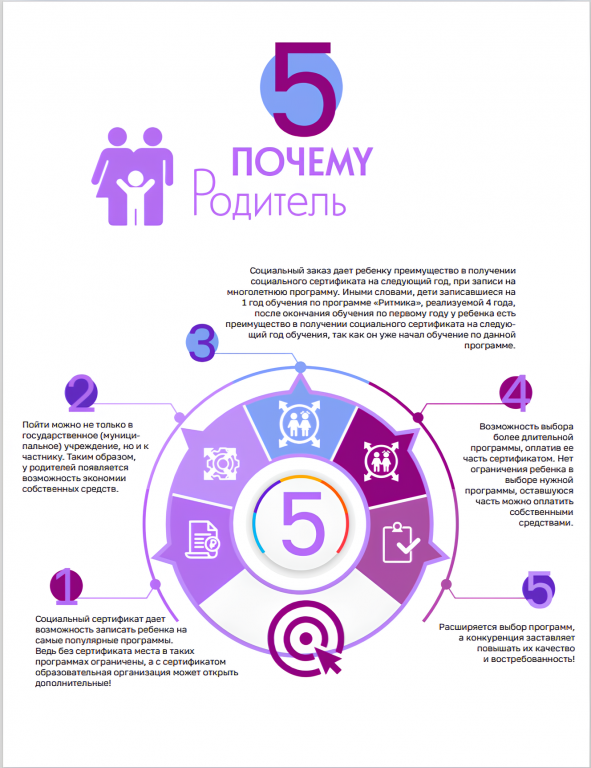 5
ПОЧЕМУ
Родитель
Социальный заказ дает ребенку преимущество в получении
социального сертификата на следующий год, при записи на
многолетнюю программу. Иными словами, дети записавшиеся на
1 год обучения по программе «Ритмика», реализуемой 4 года,
после окончания обучения по первому году у ребенка есть
преимущество в получении социального сертификата на следую-
щий год обучения, так как он уже начал обучение по данной
программе.
3
2
Пойти можно не только в
государственное (муници-
пальное) учреждение, но и к
частнику. Таким образом,
у родителей появляется
возможность экономии
собственных средств.
4
Возможность выбора
более длительной
программы, оплатив ее
часть сертификатом. Нет
ограничения ребенка в
выборе нужной
программы, оставшуюся
часть можно оплатить
собственными
средствами.
5
1
Социальный сертификат дает
возможность записать ребенка на
самые популярные программы.
Ведь без сертификата места в таких
программах ограничены, а с сертификатом
образовательная организация может открыть
дополнительные!
5
Расширяется выбор программ,
а конкуренция заставляет
повышать их качество
и востребованность!